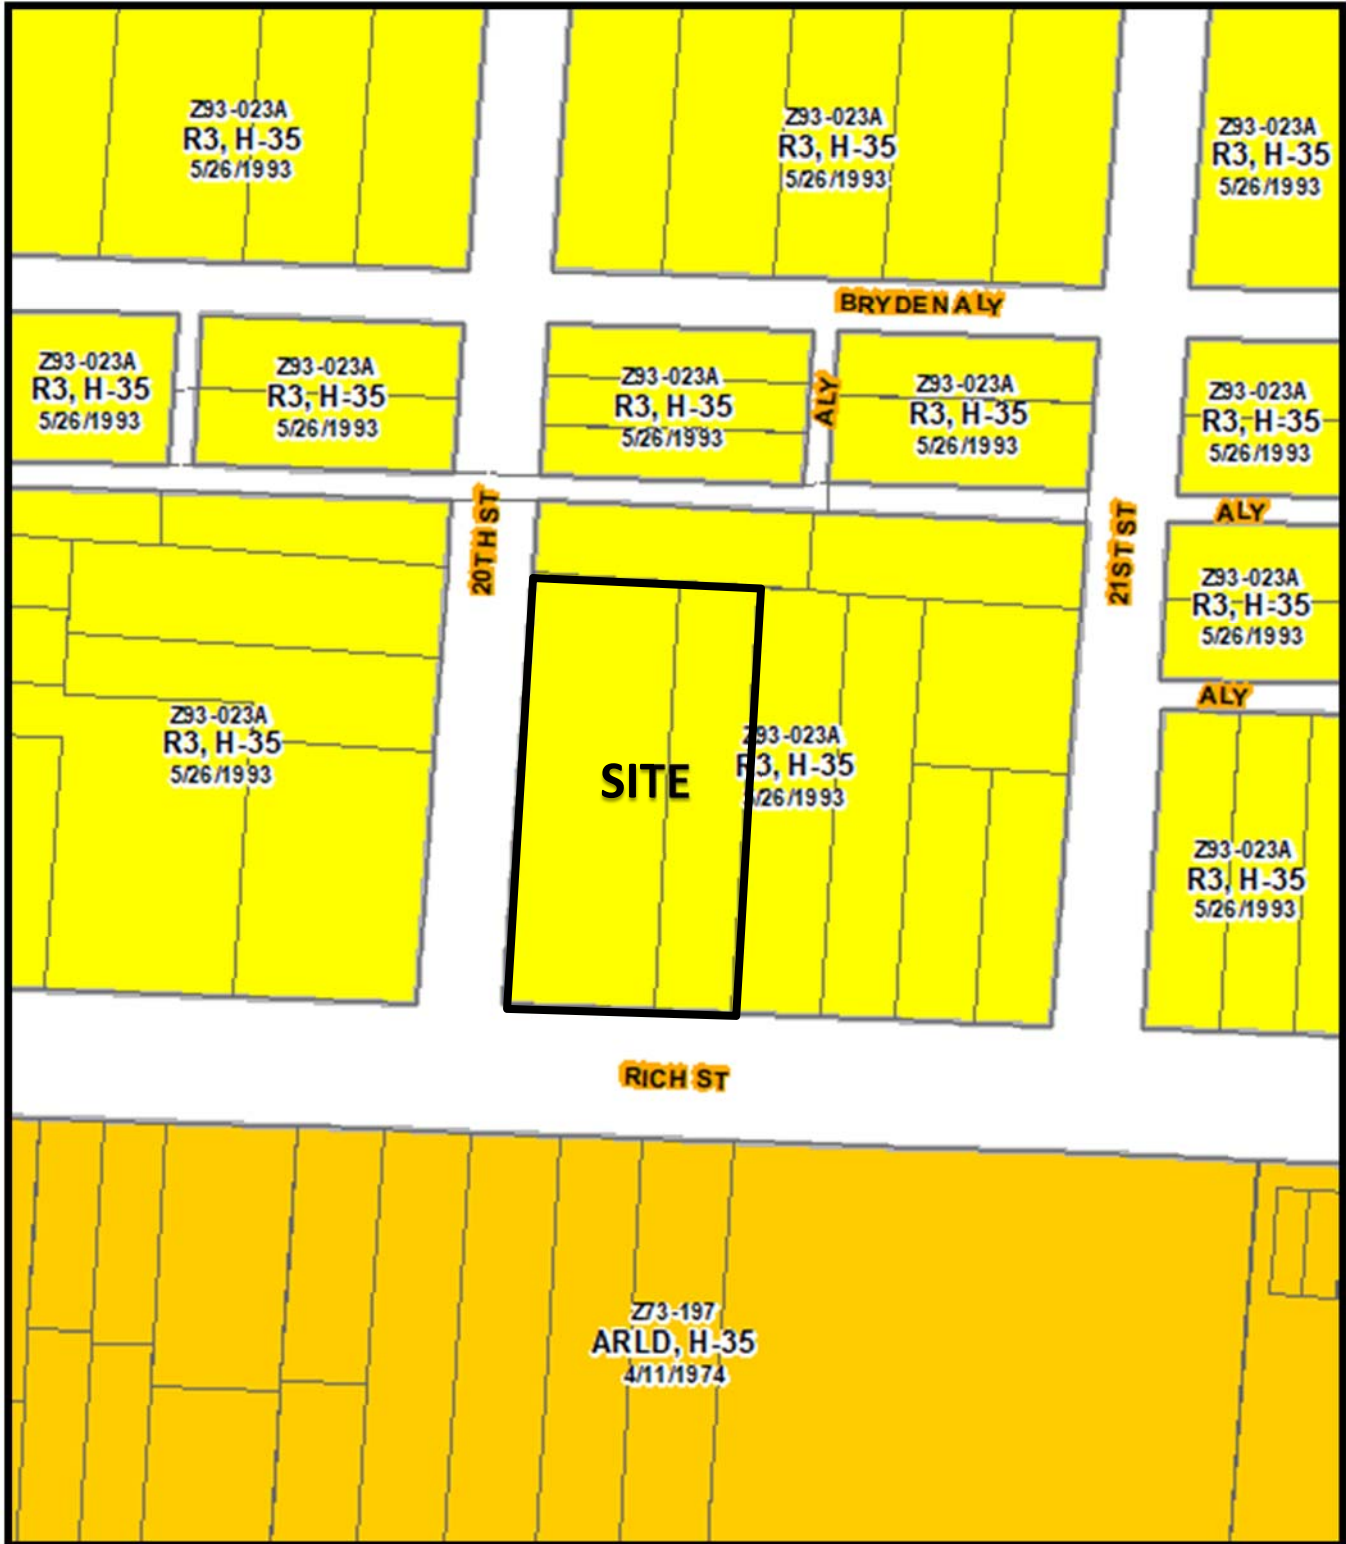 Z93-023A
R3, H-35
5/26/1993
Z93-023A
R3, H-35
5/26/1993
Z93-023A
R3, H-35
5/26/1993
BRYDEN ALY
Z93-023A
R3, H-35
5/26/1993
Z93-023A
R3, H-35
5/26/1993
Z93-023A
R3, H-35
5/26/1993
ALY
Z93-023A
R3, H-35
5/26/1993
Z93-023A
R3, H-35
5/26/1993
20TH ST
21ST ST
ALY
Z93-023A
R3, H-35
5/26/1993
ALY
Z93-023A
R3, H-35
5/26/1993
SITE
Z93-023A
R3, H-35
5/26/1993
Z93-023A
R3, H-35
5/26/1993
RICH ST
Z73-197
ARLD, H-35
4/11/1974